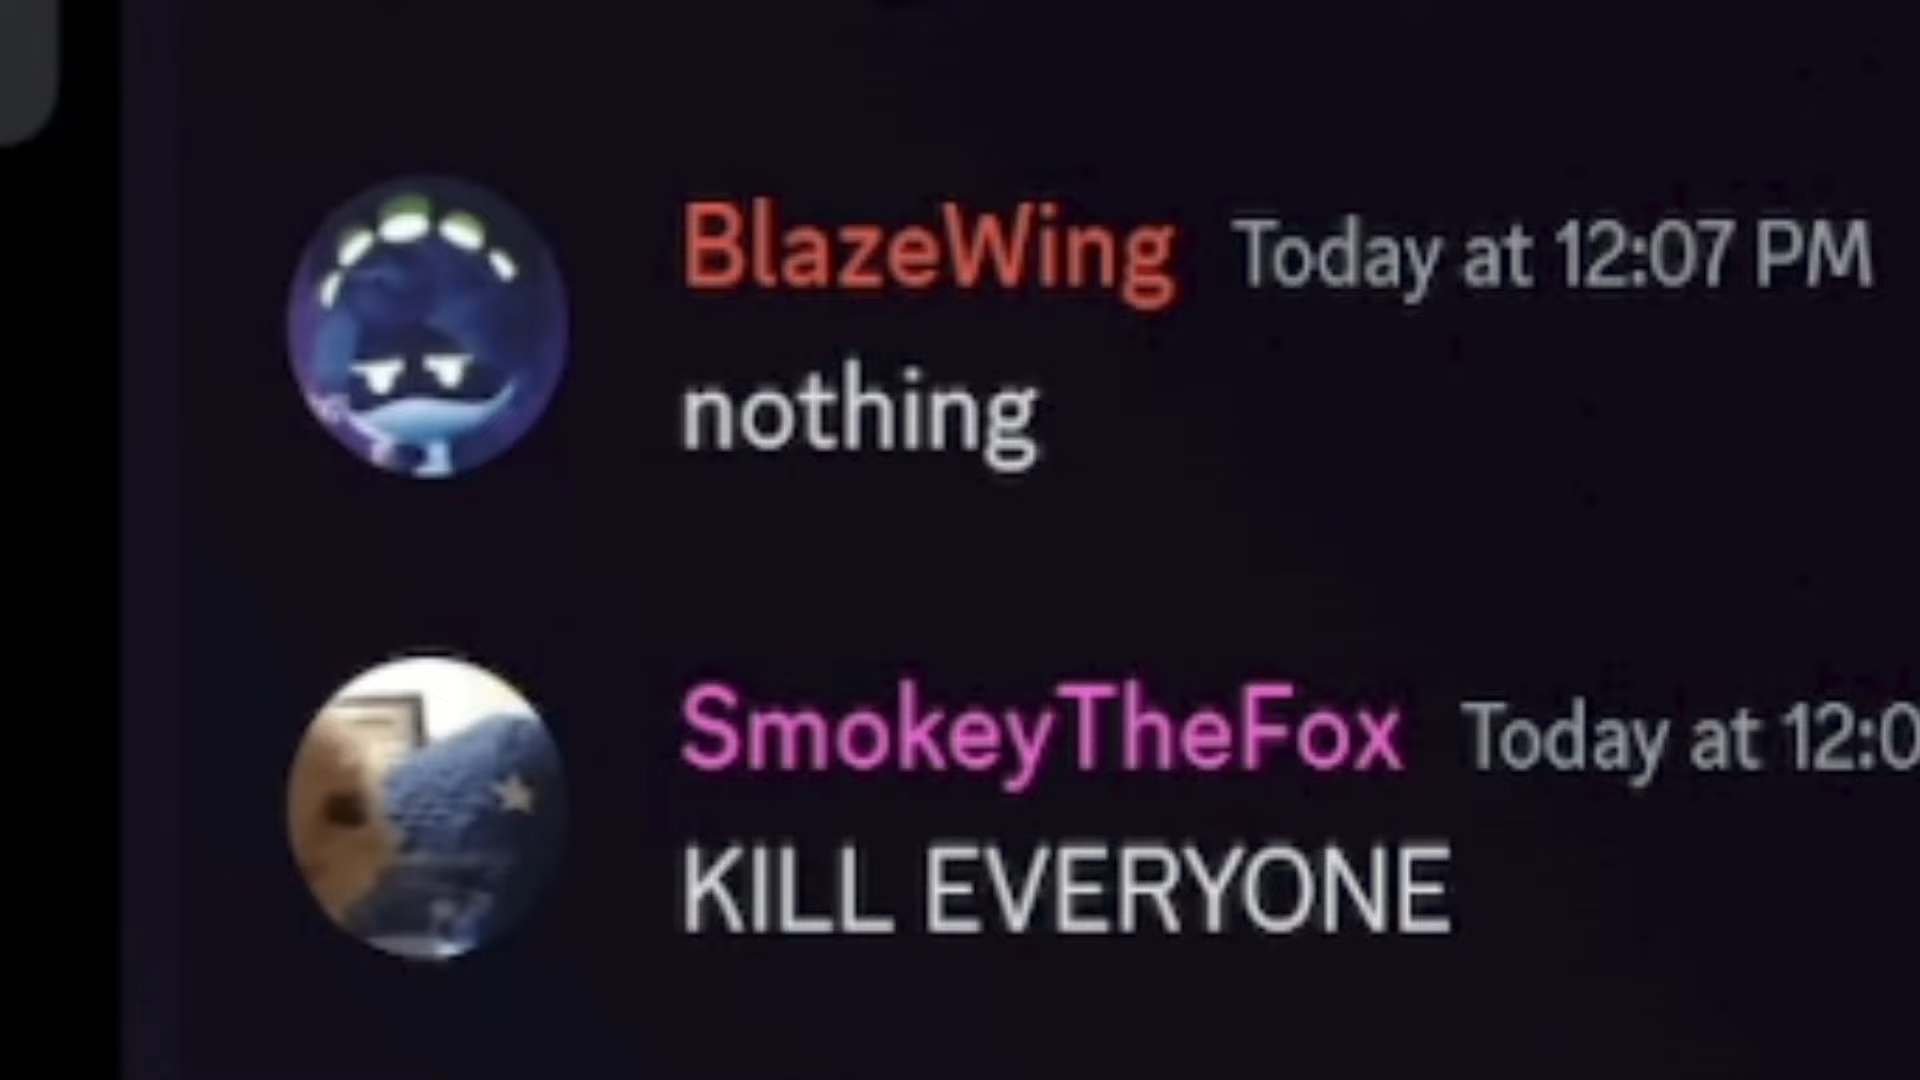 BlazeWing Today at 12:07 PM
nothing
SmokeyTheFox Today at 12:0
KILL EVERYONE